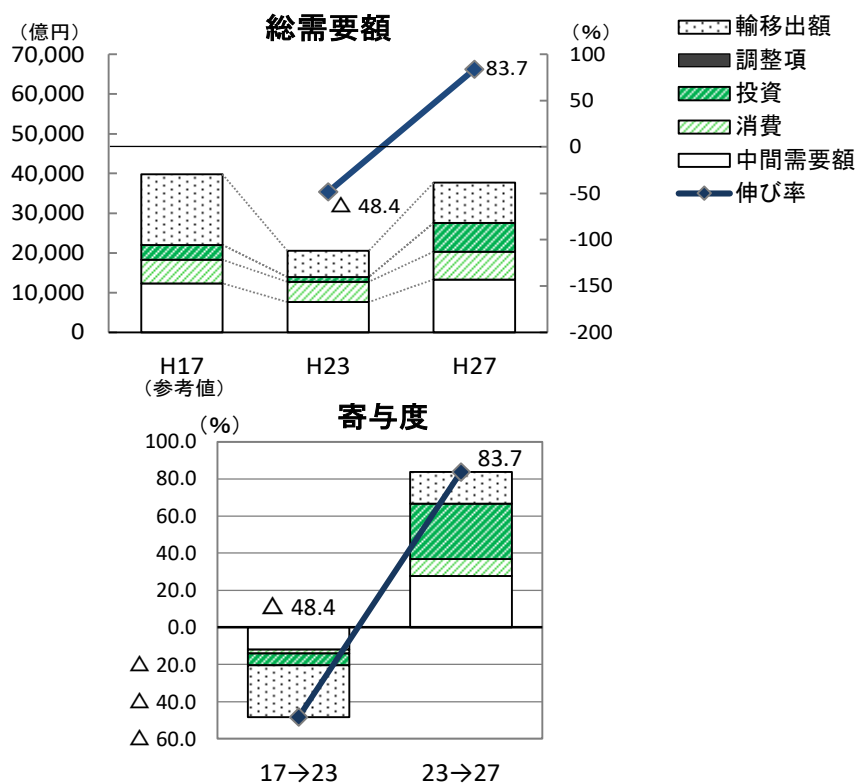 総需要額
（億円）
（%）
70,000
60,000
50,000
40,000
30,000
20,000
10,000
0
100
50
0
-50
-100
-150
-200
83.7
△ 48.4
H17
（参考値）
H23
H27
輸移出額
調整項
投資
消費
中間需要額
伸び率
寄与度
（%）
100.0
80.0
60.0
40.0
20.0
0.0
△ 20.0
△ 40.0
△ 60.0
83.7
△ 48.4
17→23
23→27